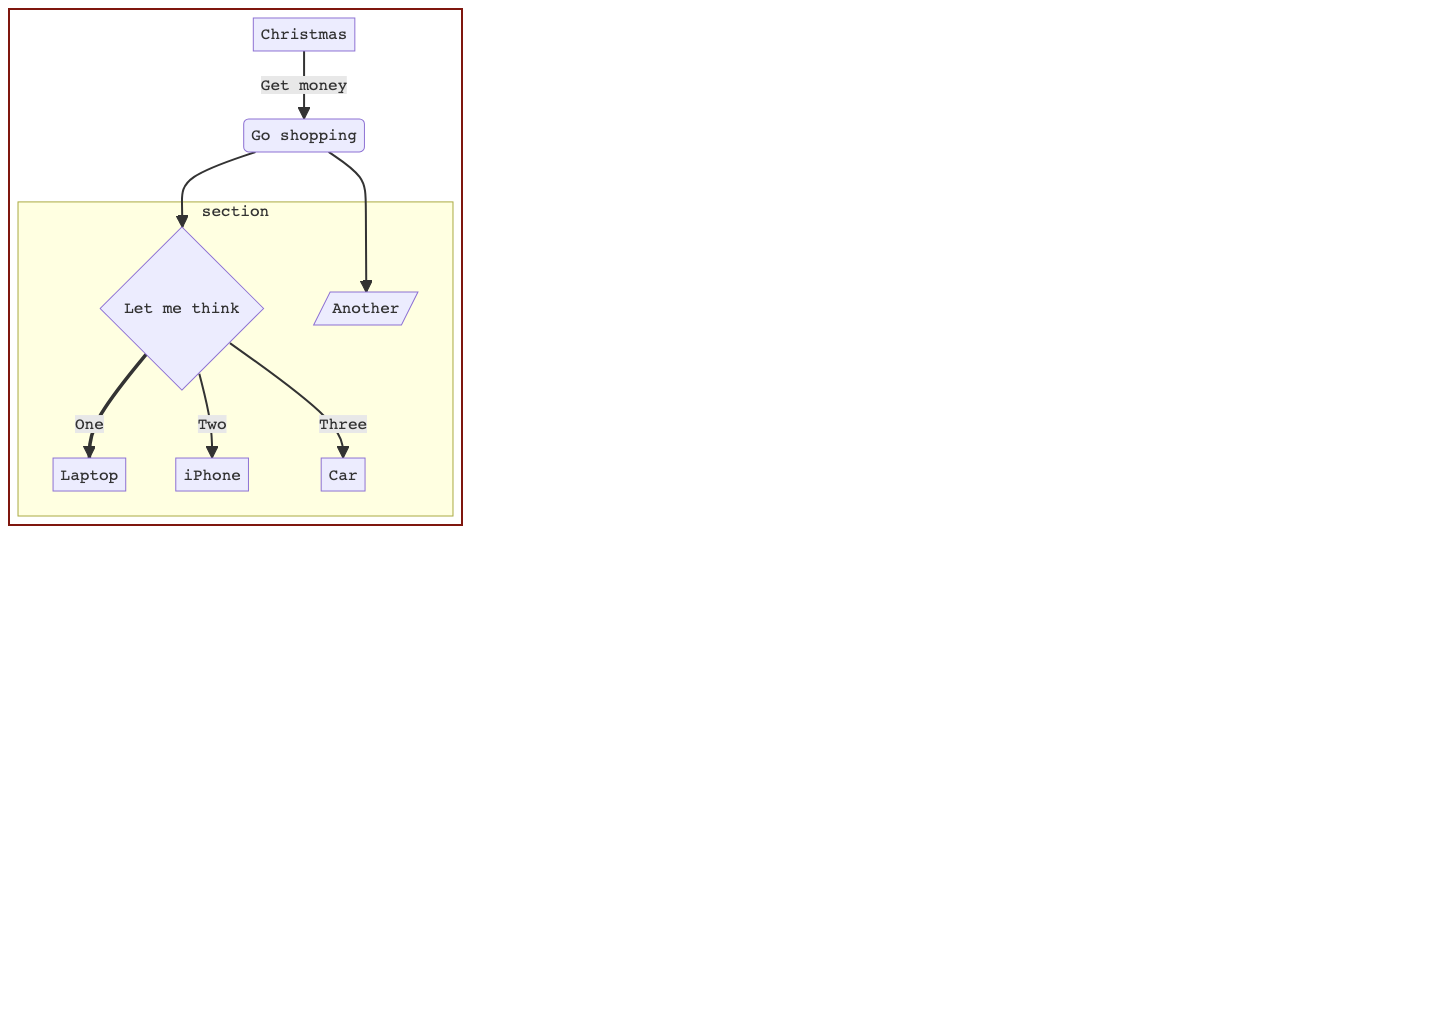 Christmas
Get money
Go shopping
section
Let me think
Another
One
Two
Three
Laptop
iPhone
Car